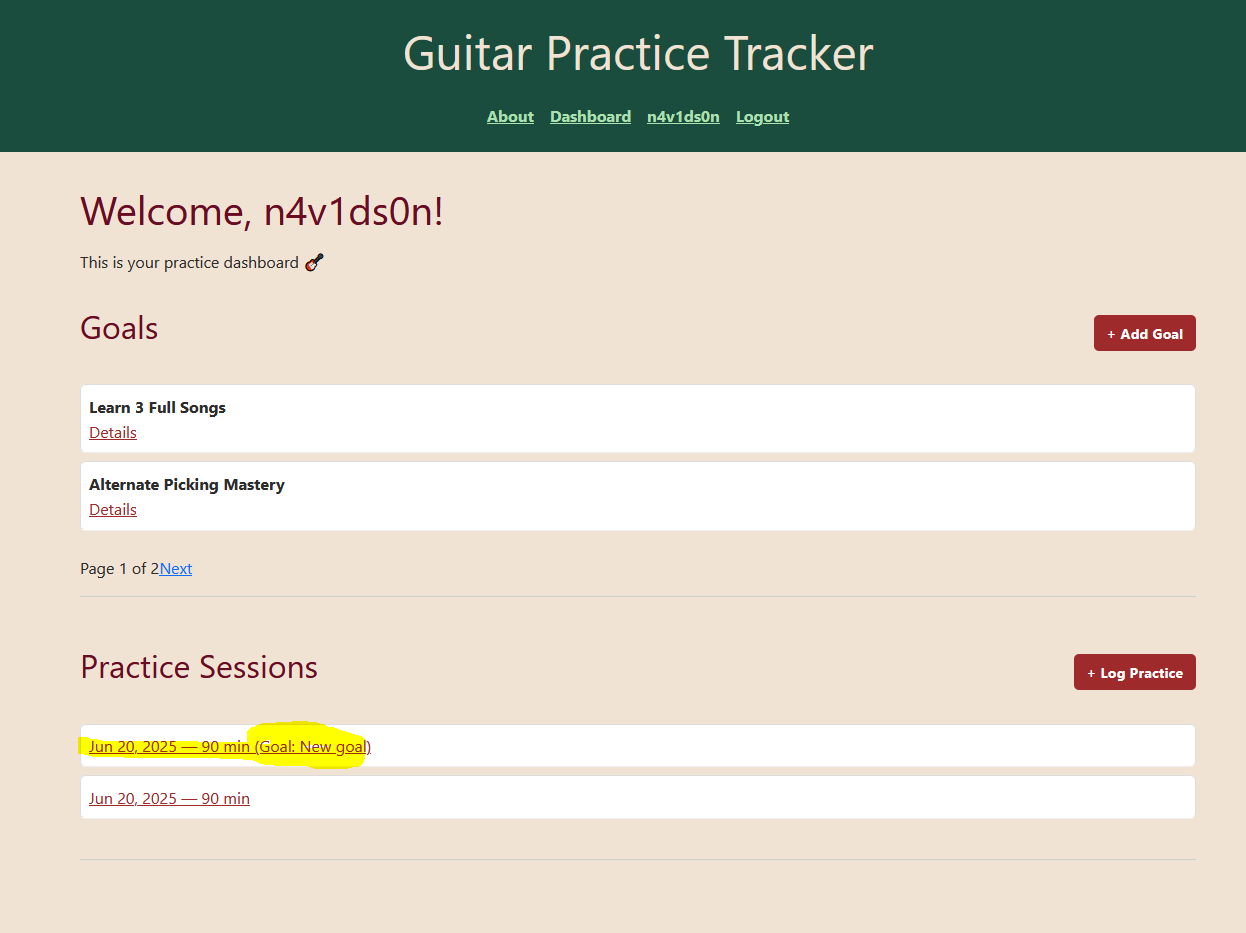 Guitar Practice Tracker
About Dashboard n4v1ds0n Logout
Welcome, n4v1ds0n!
This is your practice dashboard 🎸
Goals
+ Add Goal
Learn 3 Full Songs
Details
Alternate Picking Mastery
Details
Page 1 of 2Next
Practice Sessions
+ Log Practice
Jun 20, 2025 — 90 min (Goal: New goal)
Jun 20, 2025 — 90 min